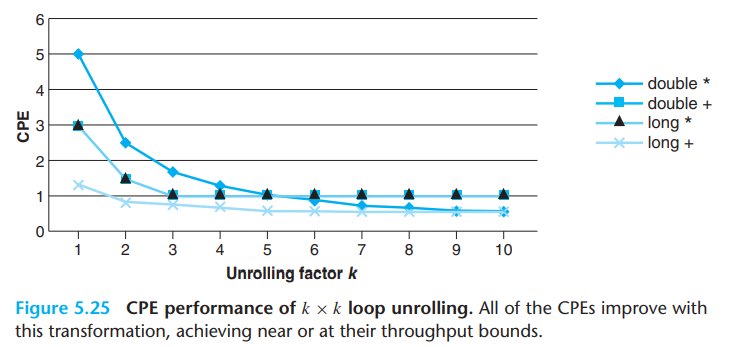 6
5
4
3
2
1
0
CPE
1 2 3 4 5 6 7 8 9 10
Unrolling factor k
double *
double +
long *
long +
Figure 5.25 CPE performance of k × k loop unrolling. All of the CPEs improve with
this transformation, achieving near or at their throughput bounds.